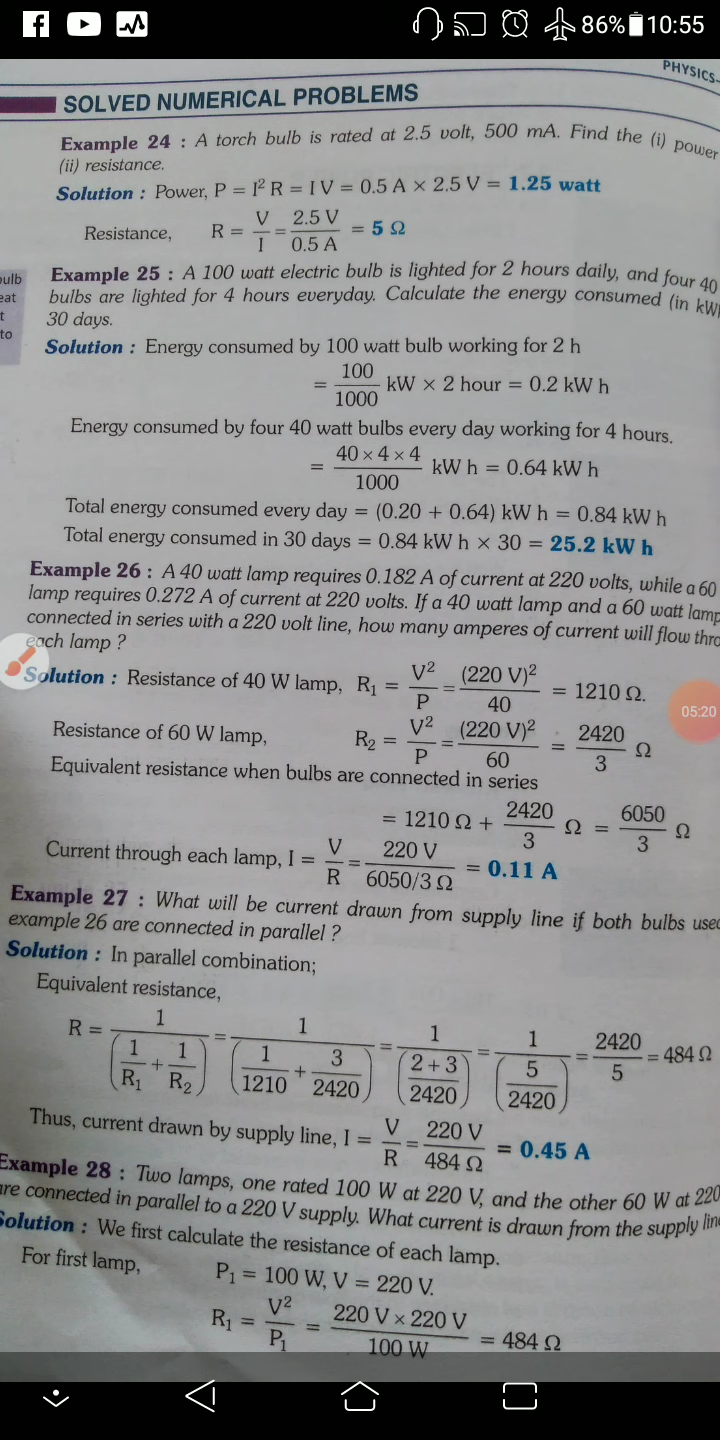 86% 10:55
PHYSICS-
SOLVED NUMERICAL PROBLEMS
Example 24 : A torch bulb is rated at 2.5 volt, 500 mA. Find the (i) power
(ii) resistance.
Solution : Power, P = I² R = I V = 0.5 A × 2.5 V = 1.25 watt
Resistance, R = V/I = 2.5 V/0.5 A = 5 Ω
Example 25 : A 100 watt electric bulb is lighted for 2 hours daily, and four 40
bulbs are lighted for 4 hours everyday. Calculate the energy consumed (in kW
30 days.
ulb
eat
t
to
Solution : Energy consumed by 100 watt bulb working for 2 h
= 100/1000 kW × 2 hour = 0.2 kW h
Energy consumed by four 40 watt bulbs every day working for 4 hours.
= 40 × 4 × 4/1000 kW h = 0.64 kW h
Total energy consumed every day = (0.20 + 0.64) kW h = 0.84 kW h
Total energy consumed in 30 days = 0.84 kW h × 30 = 25.2 kW h
Example 26 : A 40 watt lamp requires 0.182 A of current at 220 volts, while a 60
lamp requires 0.272 A of current at 220 volts. If a 40 watt lamp and a 60 watt lamp
connected in series with a 220 volt line, how many amperes of current will flow thro
each lamp ?
Solution : Resistance of 40 W lamp, R₁ = V²/P = (220 V)²/40 = 1210 Ω.
05:20
Resistance of 60 W lamp, R₂ = V²/P = (220 V)²/60 = 2420/3 Ω
Equivalent resistance when bulbs are connected in series
= 1210 Ω + 2420/3 Ω = 6050/3 Ω
Current through each lamp, I = V/R = 220 V/6050/3 Ω = 0.11 A
Example 27 : What will be current drawn from supply line if both bulbs used
example 26 are connected in parallel ?
Solution : In parallel combination;
Equivalent resistance,
R = 1/(1/R₁ + 1/R₂) = 1/(1/1210 + 3/2420) = 1/((2 + 3)/2420) = 1/(5/2420) = 2420/5 = 484 Ω
Thus, current drawn by supply line, I = V/R = 220 V/484 Ω = 0.45 A
Example 28 : Two lamps, one rated 100 W at 220 V, and the other 60 W at 220
are connected in parallel to a 220 V supply. What current is drawn from the supply line
Solution : We first calculate the resistance of each lamp.
For first lamp, P₁ = 100 W, V = 220 V.
R₁ = V²/P₁ = 220 V × 220 V/100 W = 484 Ω